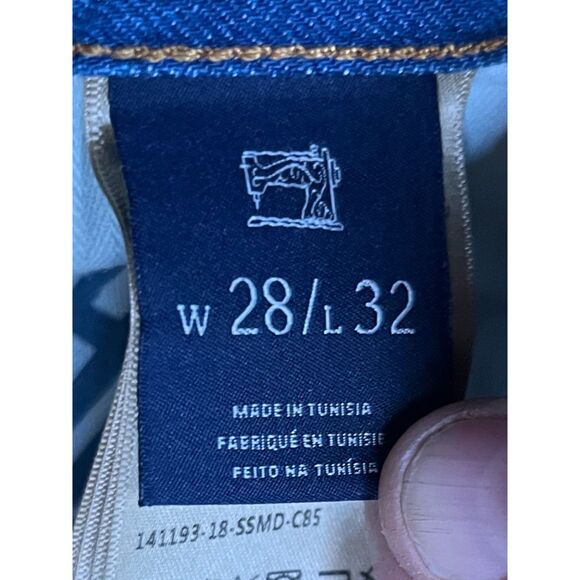 W 28/L 32
MADE IN TUNISIA
FABRIQUÉ EN TUNISIE
FEITO NA TUNÍSIA
141193-18-SSMD-C85